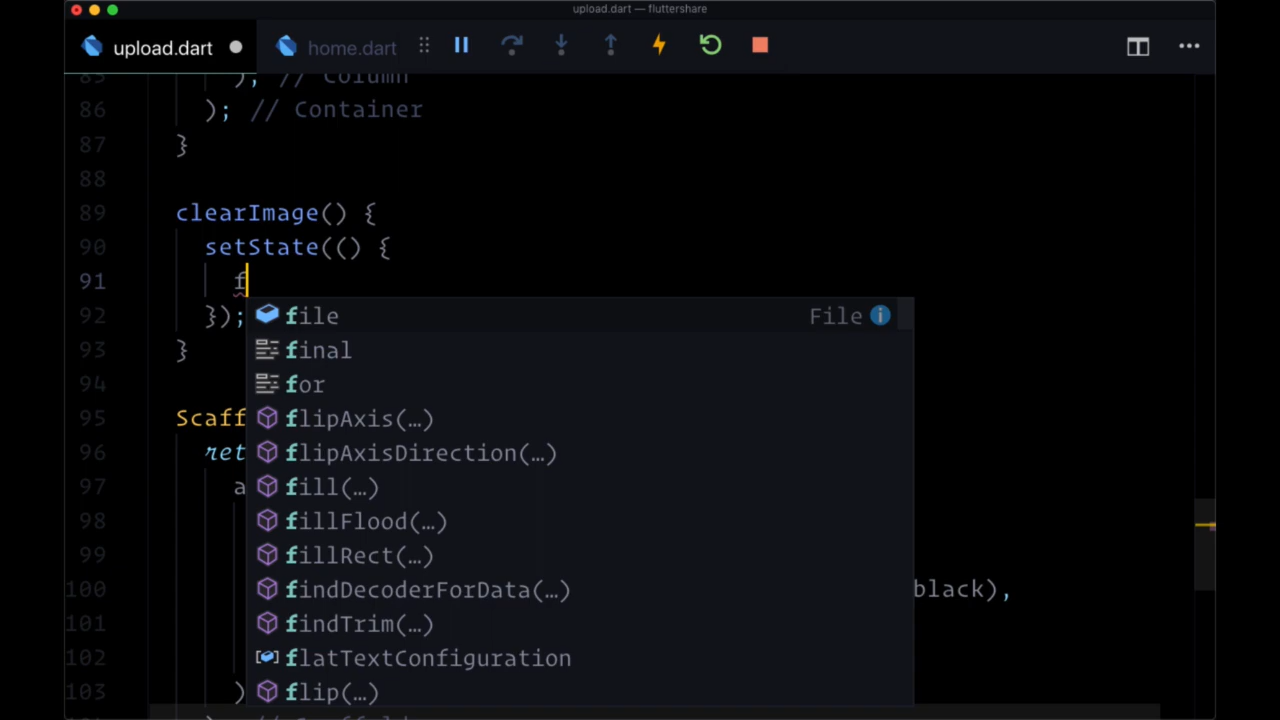 upload.dart — fluttershare
upload.dart home.dart
85 ), // Column
86 ); // Container
87 }
88
89 clearImage() {
90 setState(() {
91 f
92 });
93 }
94
95 Scaff
96 ret
97 a
98
99
100 black),
101
102
103 )
file File
final
for
flipAxis(…)
flipAxisDirection(…)
fill(…)
fillFlood(…)
fillRect(…)
findDecoderForData(…)
findTrim(…)
flatTextConfiguration
flip(…)